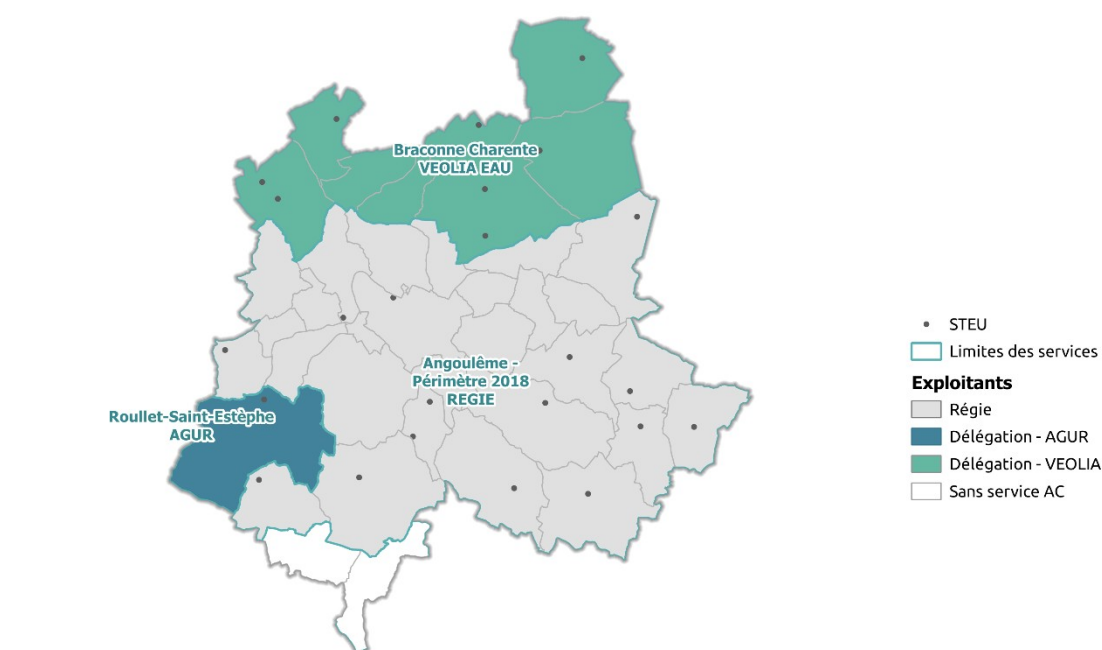 Braconne Charente
VEOLIA EAU
Angoulême -
Périmètre 2018
REGIE
Roullet-Saint-Estèphe
AGUR
STEU
Limites des services
Exploitants
Régie
Délégation - AGUR
Délégation - VEOLIA
Sans service AC